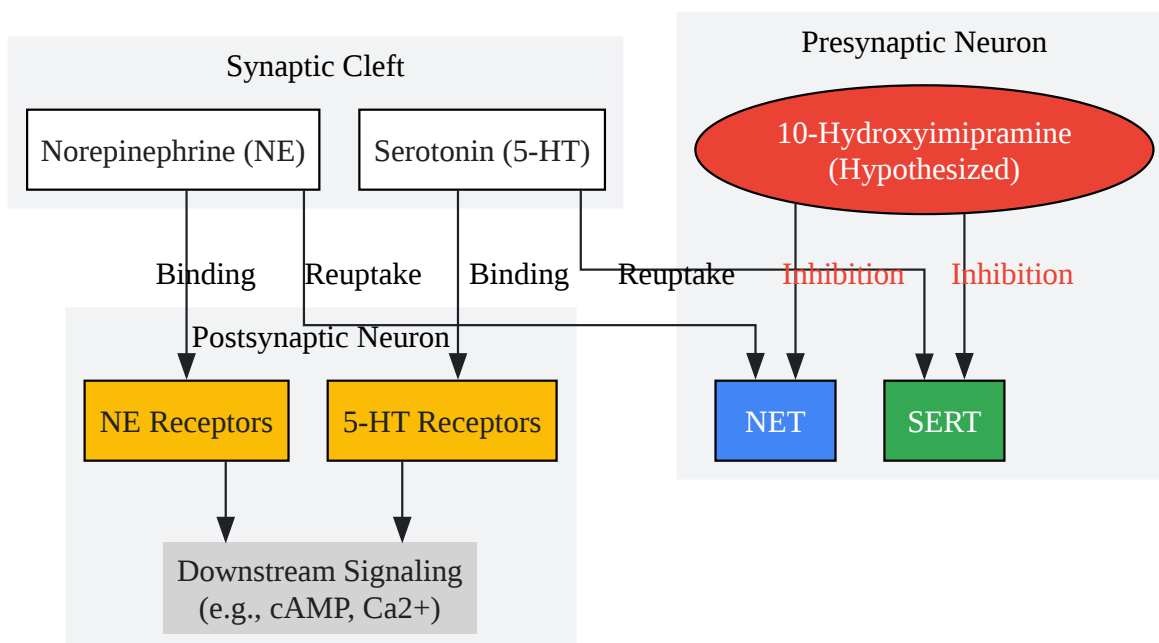 Presynaptic Neuron
Synaptic Cleft
Norepinephrine (NE)
Serotonin (5-HT)
10-Hydroxyimipramine
(Hypothesized)
Binding
Reuptake
Binding
Reuptake
Inhibition
Inhibition
Postsynaptic Neuron
NE Receptors
5-HT Receptors
NET
SERT
Downstream Signaling
(e.g., cAMP, Ca2+)